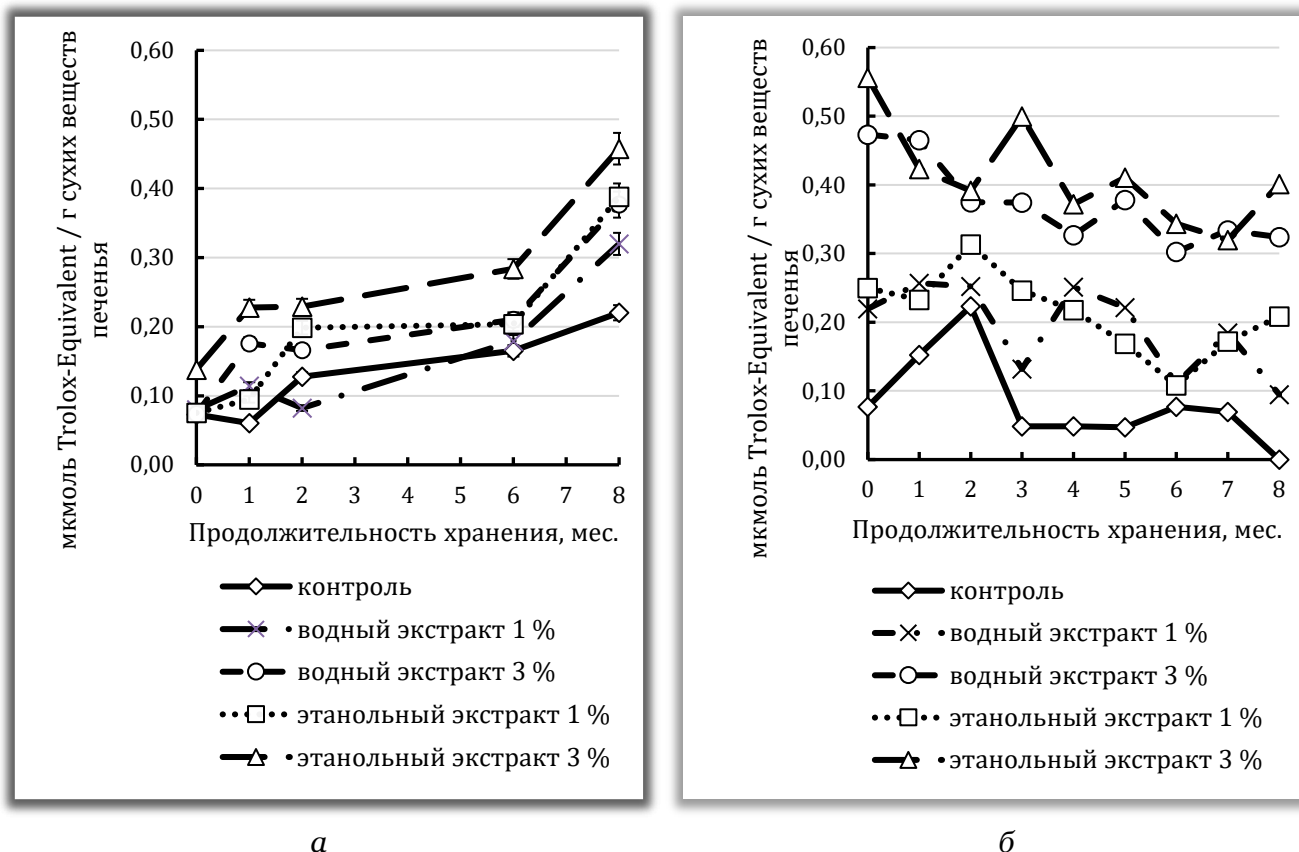 мкмоль Trolox-Equivalent / г сухих веществ
печенья
0,60
0,50
0,40
0,30
0,20
0,10
0,00
0 1 2 3 4 5 6 7 8
Продолжительность хранения, мес.
контроль
водный экстракт 1 %
водный экстракт 3 %
этанольный экстракт 1 %
этанольный экстракт 3 %
а
мкмоль Trolox-Equivalent / г сухих веществ
печенья
0,60
0,50
0,40
0,30
0,20
0,10
0,00
0 1 2 3 4 5 6 7 8
Продолжительность хранения, мес.
контроль
водный экстракт 1 %
водный экстракт 3 %
этанольный экстракт 1 %
этанольный экстракт 3 %
б